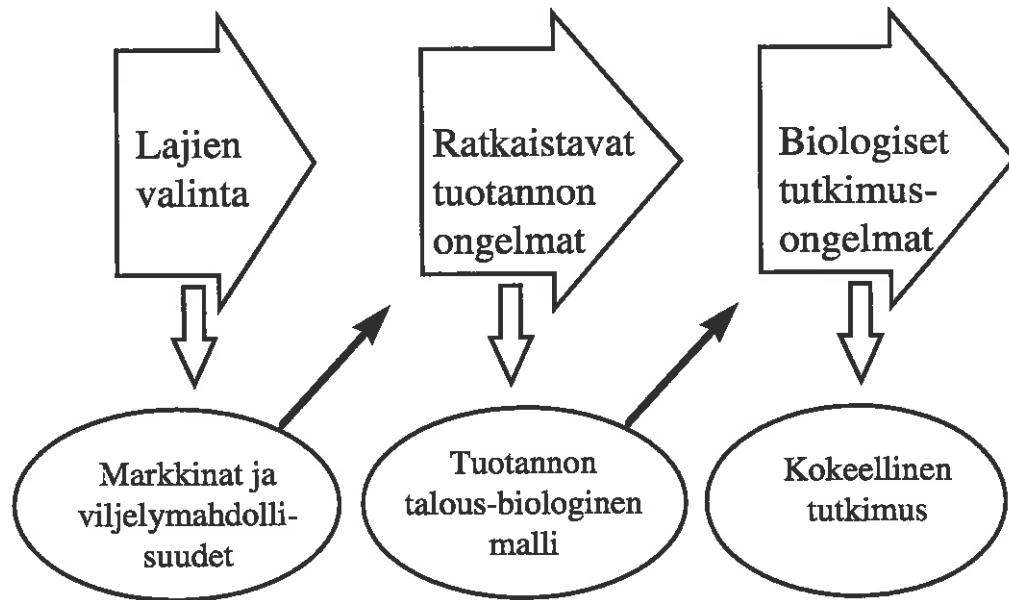 Lajien
valinta
Ratkaistavat
tuotannon
ongelmat
Biologiset
tutkimus-
ongelmat
Markkinat ja
viljelymahdolli-
suudet
Tuotannon
talous-biologinen
malli
Kokeellinen
tutkimus